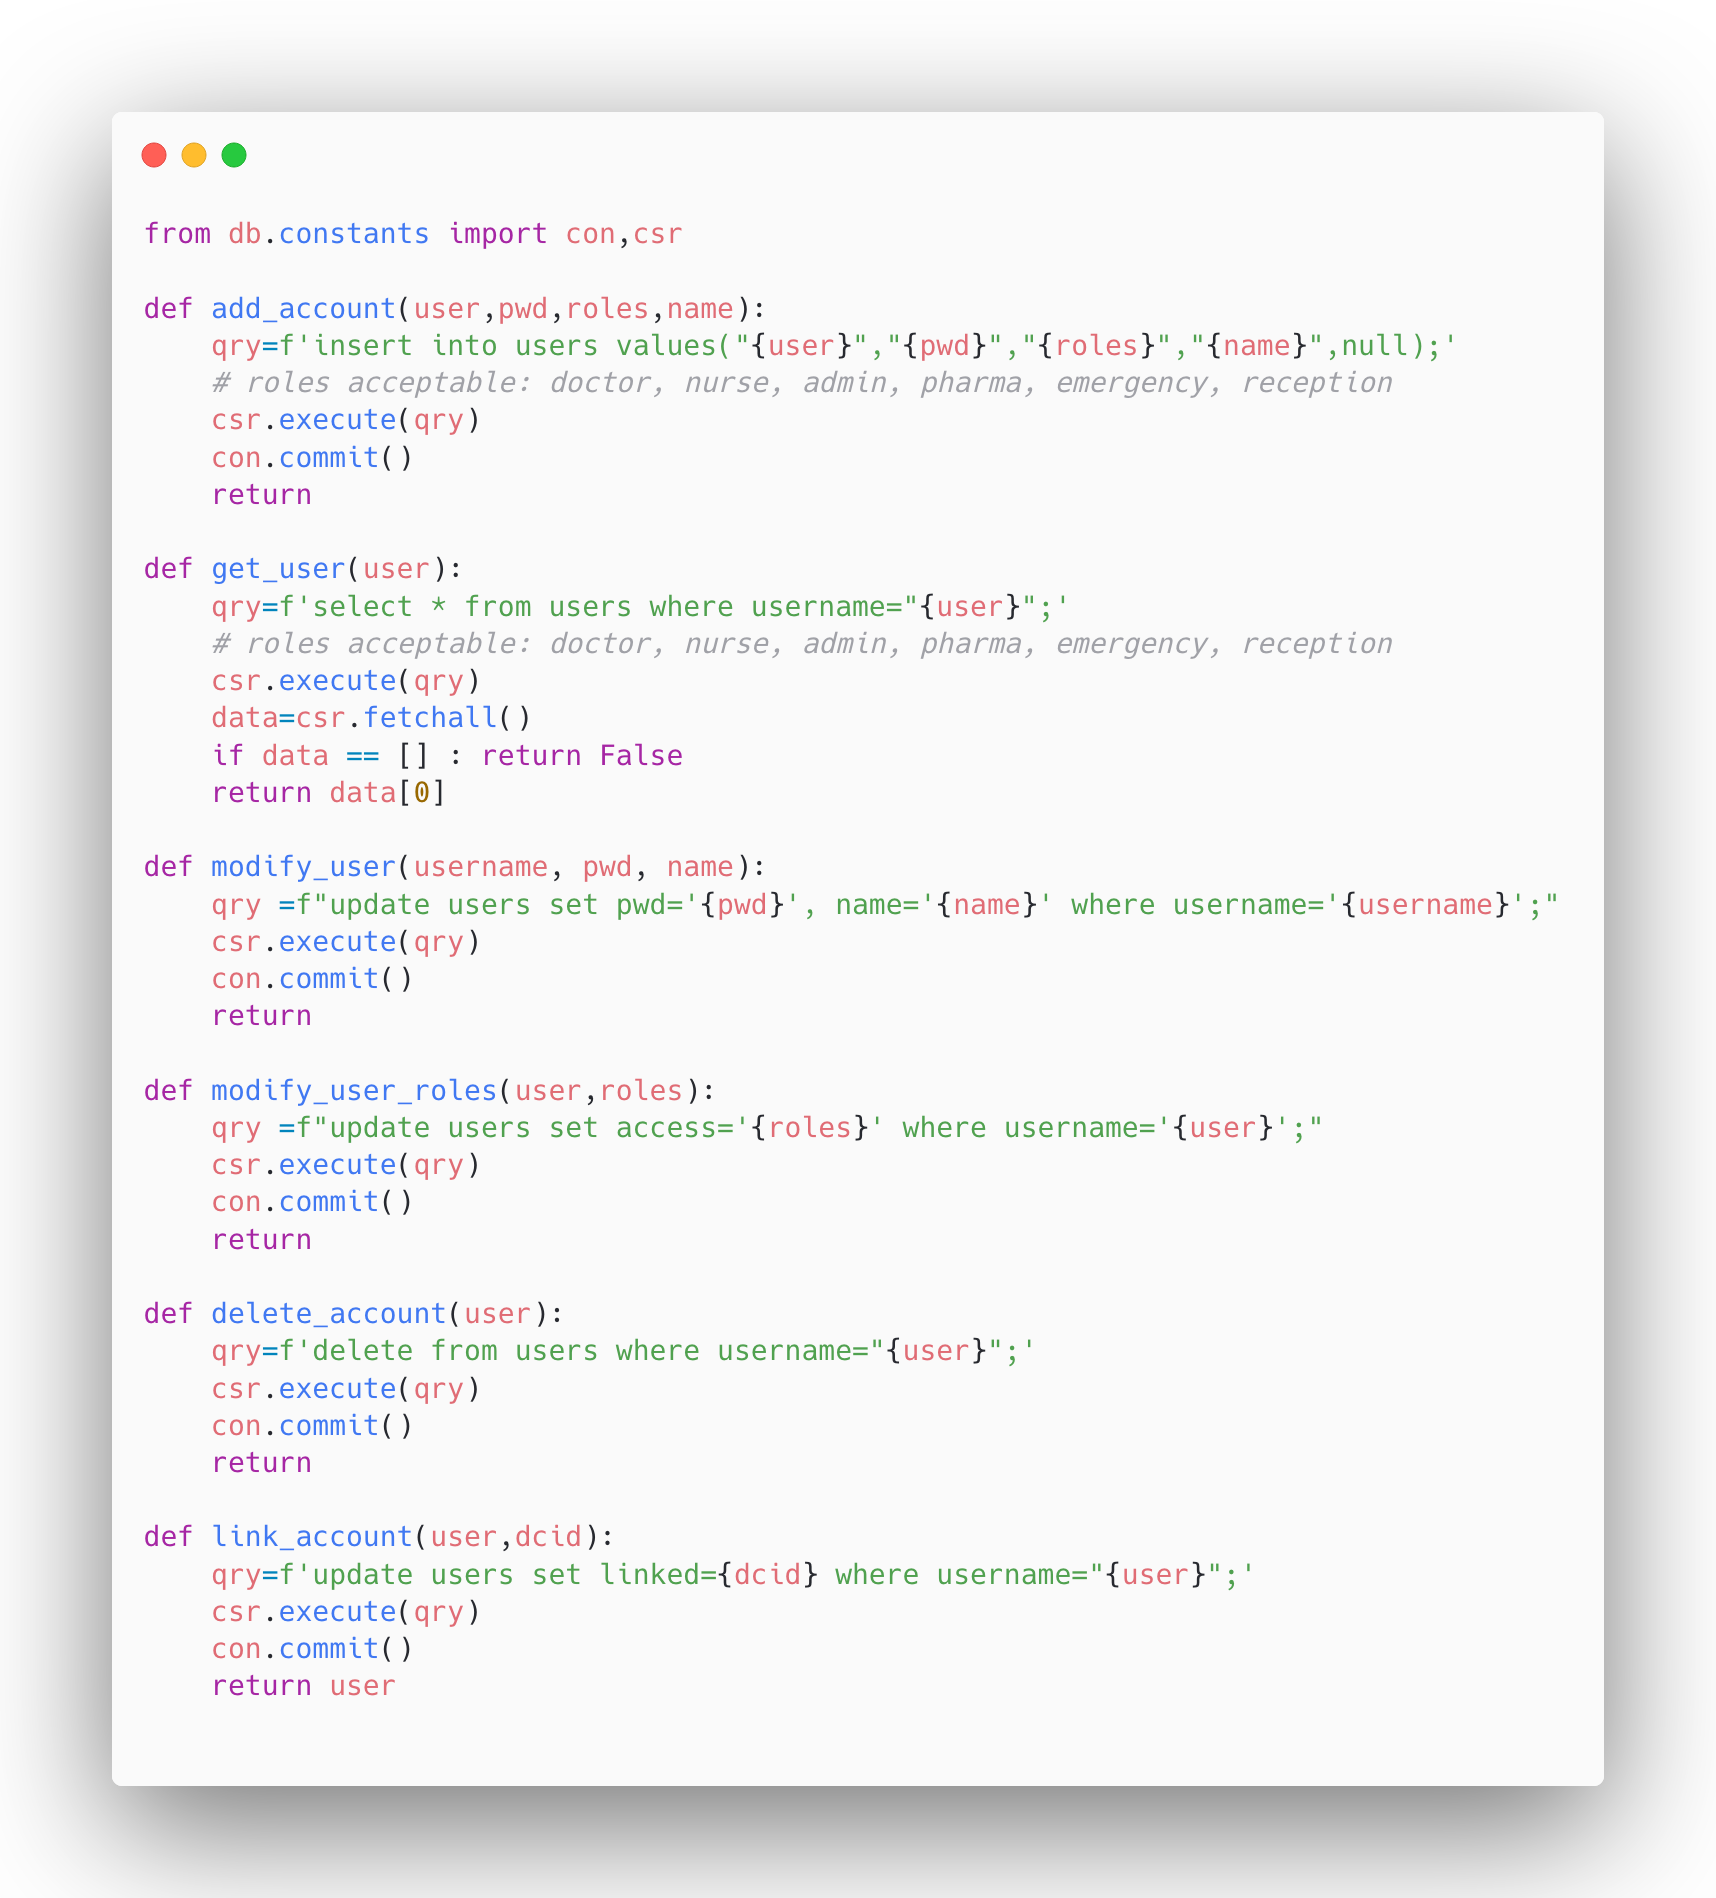 from db.constants import con,csr

def add_account(user,pwd,roles,name):
    qry=f'insert into users values("{user}","{pwd}","{roles}","{name}",null);'
    # roles acceptable: doctor, nurse, admin, pharma, emergency, reception
    csr.execute(qry)
    con.commit()
    return

def get_user(user):
    qry=f'select * from users where username="{user}";'
    # roles acceptable: doctor, nurse, admin, pharma, emergency, reception
    csr.execute(qry)
    data=csr.fetchall()
    if data == [] : return False
    return data[0]

def modify_user(username, pwd, name):
    qry =f"update users set pwd='{pwd}', name='{name}' where username='{username}';"
    csr.execute(qry)
    con.commit()
    return

def modify_user_roles(user,roles):
    qry =f"update users set access='{roles}' where username='{user}';"
    csr.execute(qry)
    con.commit()
    return

def delete_account(user):
    qry=f'delete from users where username="{user}";'
    csr.execute(qry)
    con.commit()
    return

def link_account(user,dcid):
    qry=f'update users set linked={dcid} where username="{user}";'
    csr.execute(qry)
    con.commit()
    return user